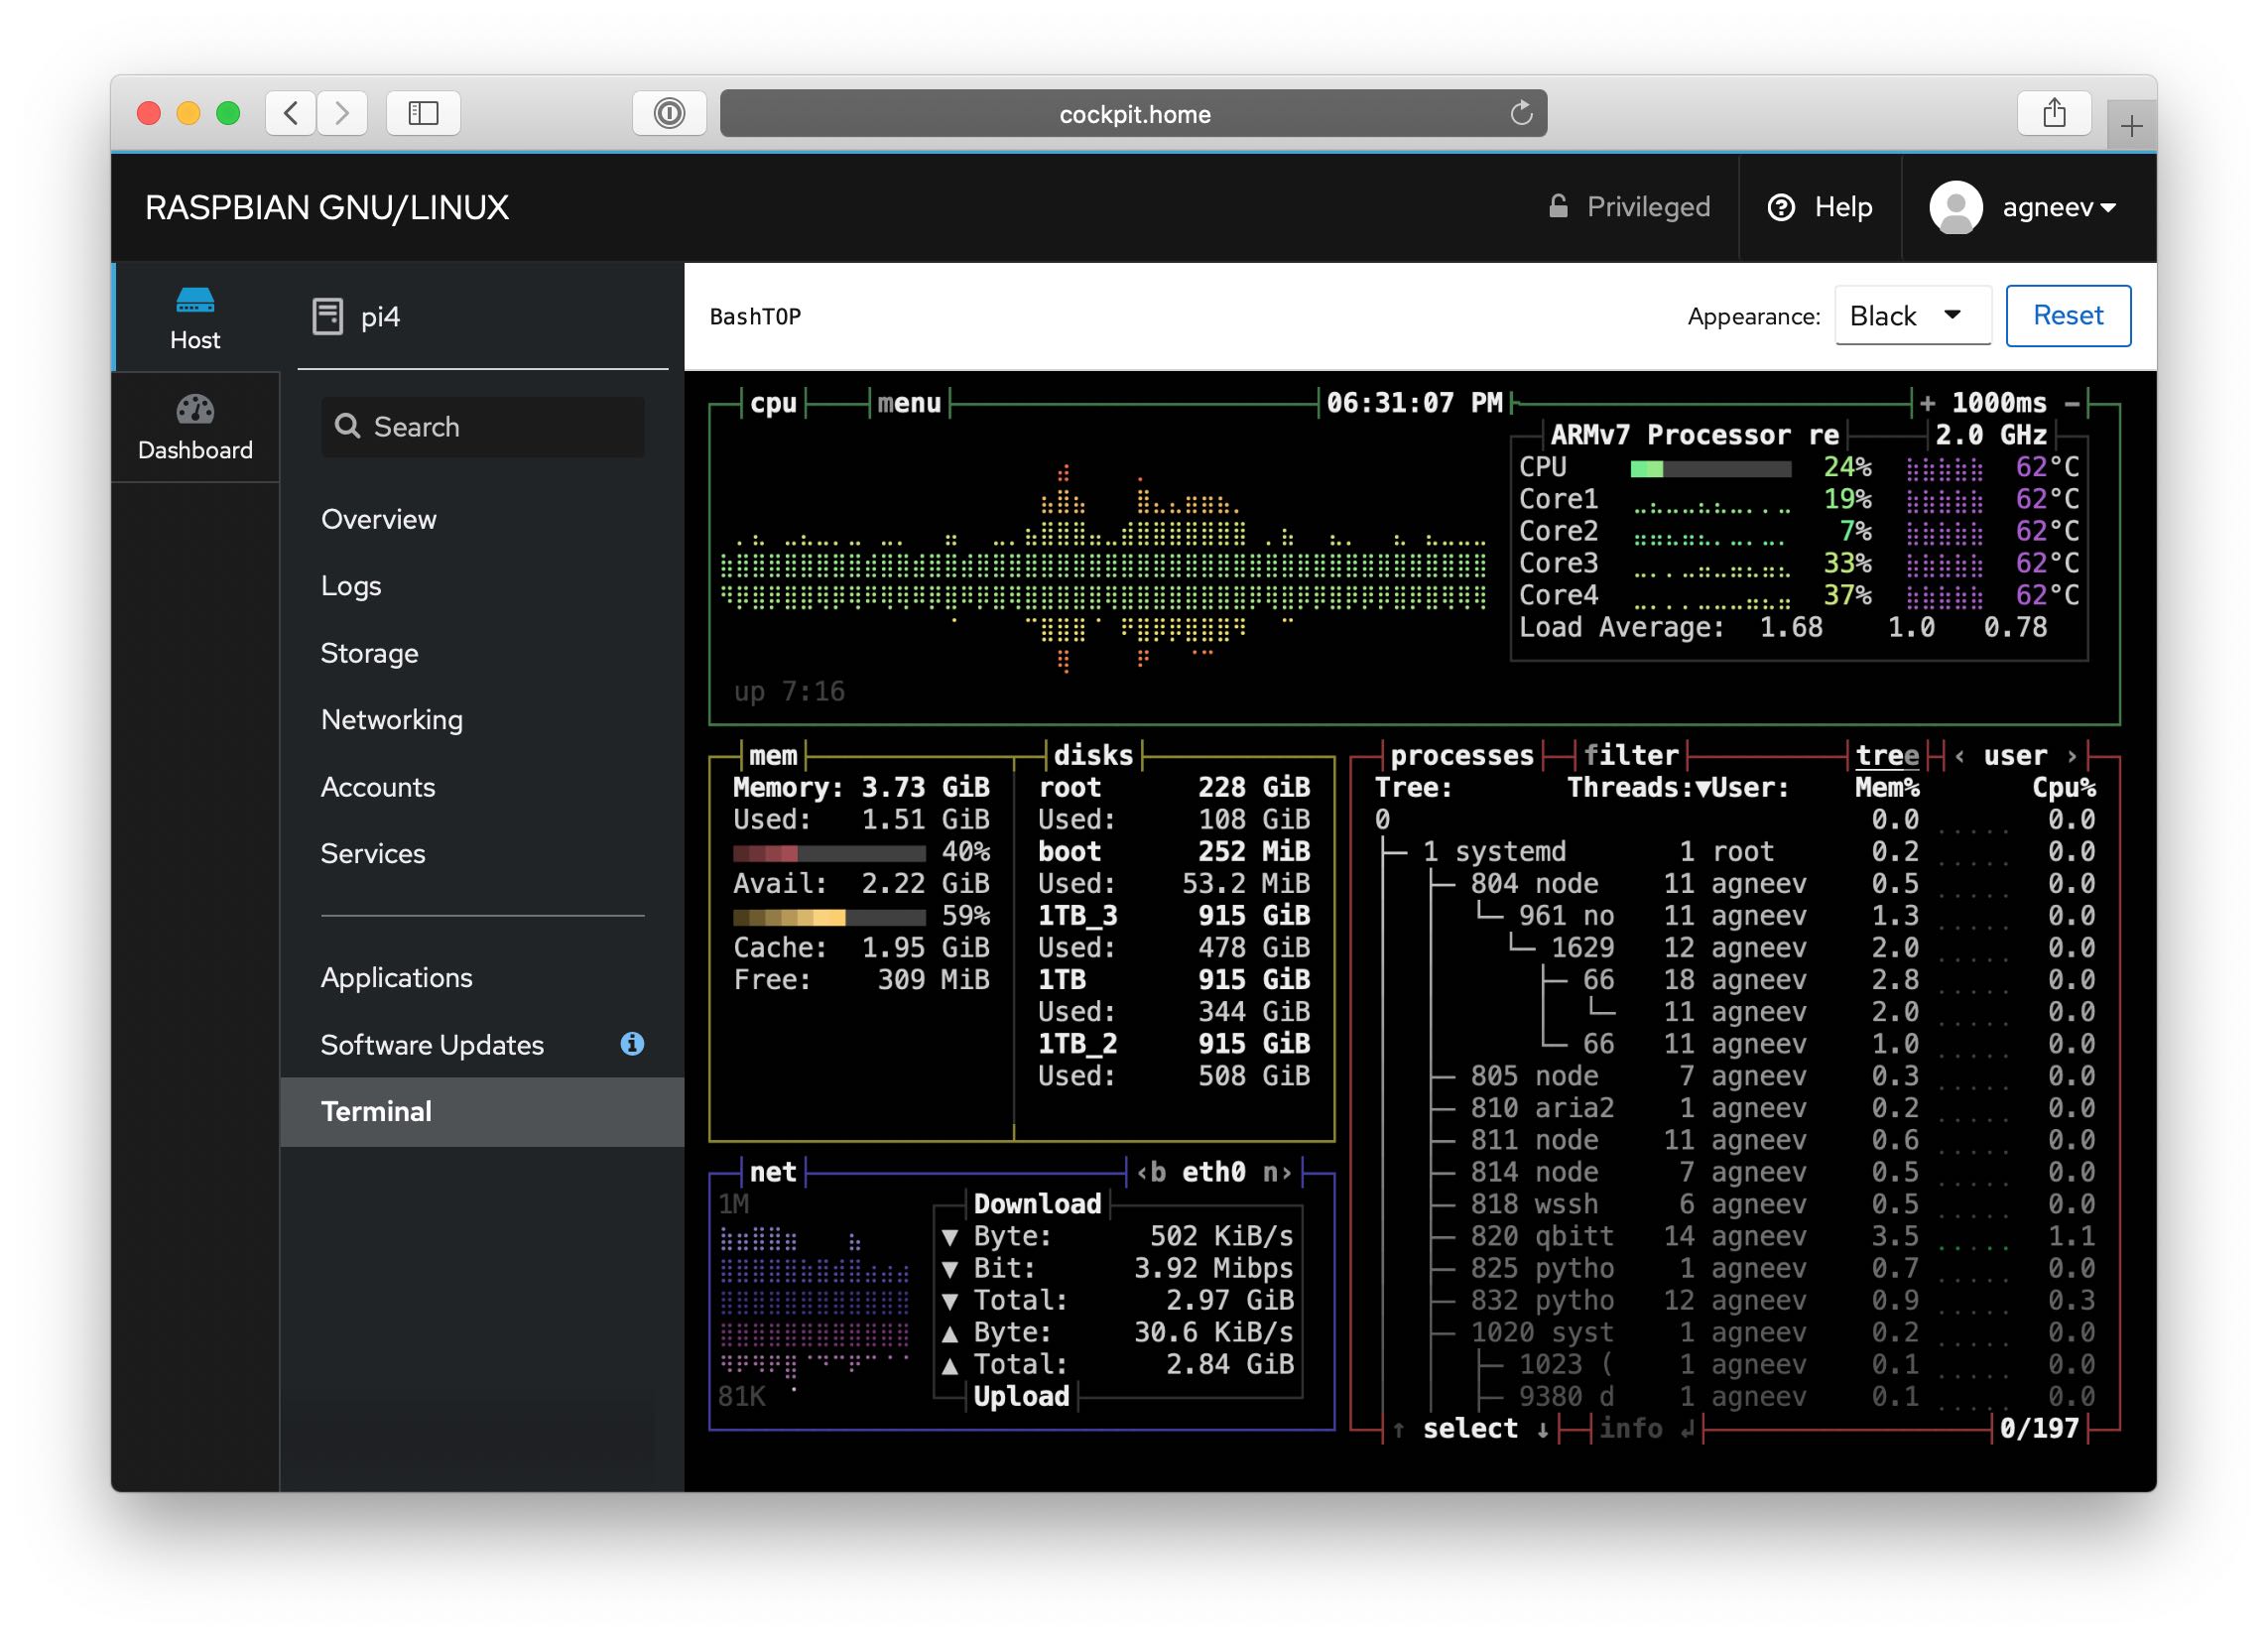 cockpit.home
RASPBIAN GNU/LINUX
Privileged
Help
agneev
Host
Dashboard
pi4
Search
Overview
Logs
Storage
Networking
Accounts
Services
Applications
Software Updates
Terminal
BashTOP
Appearance: Black Reset
cpu menu 06:31:07 PM + 1000ms -
ARMv7 Processor re 2.0 GHz
CPU 24% 62°C
Core1 19% 62°C
Core2 7% 62°C
Core3 33% 62°C
Core4 37% 62°C
Load Average: 1.68 1.0 0.78
up 7:16
mem
Memory: 3.73 GiB
Used: 1.51 GiB
40%
Avail: 2.22 GiB
59%
Cache: 1.95 GiB
Free: 309 MiB
disks
root 228 GiB
Used: 108 GiB
boot 252 MiB
Used: 53.2 MiB
1TB_3 915 GiB
Used: 478 GiB
1TB 915 GiB
Used: 344 GiB
1TB_2 915 GiB
Used: 508 GiB
net ‹b eth0 n›
1M
81K
Download
▼ Byte: 502 KiB/s
▼ Bit: 3.92 Mibps
▼ Total: 2.97 GiB
▲ Byte: 30.6 KiB/s
▲ Total: 2.84 GiB
Upload
processes filter tree ‹ user ›
Tree: Threads:▼User: Mem% Cpu%
0 0.0 0.0
1 systemd 1 root 0.2 0.0
804 node 11 agneev 0.5 0.0
961 no 11 agneev 1.3 0.0
1629 12 agneev 2.0 0.0
66 18 agneev 2.8 0.0
11 agneev 2.0 0.0
66 11 agneev 1.0 0.0
805 node 7 agneev 0.3 0.0
810 aria2 1 agneev 0.2 0.0
811 node 11 agneev 0.6 0.0
814 node 7 agneev 0.5 0.0
818 wssh 6 agneev 0.5 0.0
820 qbitt 14 agneev 3.5 1.1
825 pytho 1 agneev 0.7 0.0
832 pytho 12 agneev 0.9 0.3
1020 syst 1 agneev 0.2 0.0
1023 ( 1 agneev 0.1 0.0
9380 d 1 agneev 0.1 0.0
↑ select ↓ info ↲ 0/197